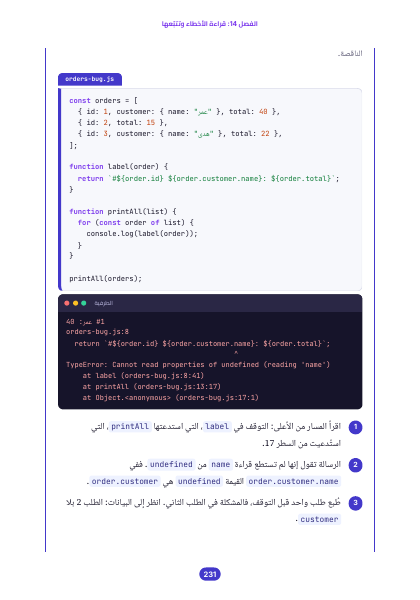 الفصل 14: قراءة الأخطاء وتتبّعها
الناقصة.
orders-bug.js
const orders = [
{ id: 1, customer: { name: "عمر" }, total: 40 },
{ id: 2, total: 15 },
{ id: 3, customer: { name: "هدى" }, total: 22 },
];
function label(order) {
return `#${order.id} ${order.customer.name}: ${order.total}`;
}
function printAll(list) {
for (const order of list) {
console.log(label(order));
}
}
printAll(orders);
الطرفية
#1 عمر: 40
orders-bug.js:8
return `#${order.id} ${order.customer.name}: ${order.total}`;
^
TypeError: Cannot read properties of undefined (reading 'name')
at label (orders-bug.js:8:41)
at printAll (orders-bug.js:13:17)
at Object.<anonymous> (orders-bug.js:17:1)
1 اقرأ المسار من الأعلى: التوقف في label، التي استدعتها printAll، التي
استُدعيت من السطر 17.
2 الرسالة تقول إنها لم تستطع قراءة name من undefined. ففي
order.customer.name القيمة undefined هي order.customer.
3 طُبع طلب واحد قبل التوقف، فالمشكلة في الطلب الثاني. انظر إلى البيانات: الطلب 2 بلا
customer.
231